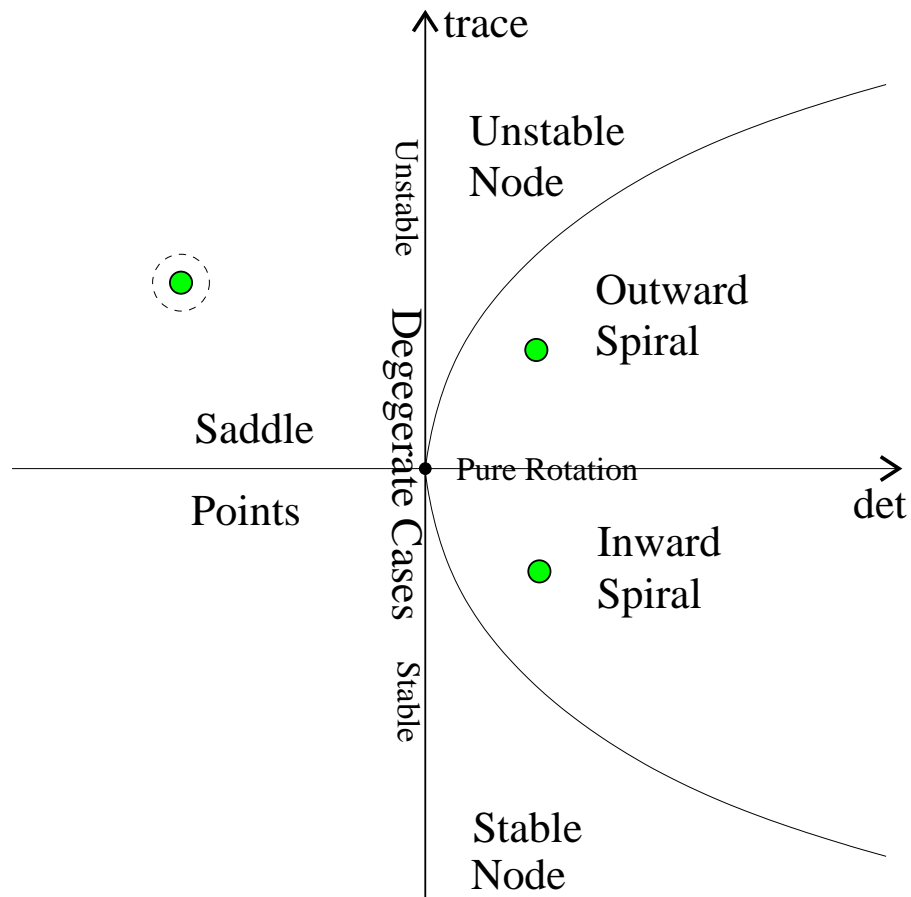 trace
Unstable
Node
Unstable
Outward
Spiral
Degegerate Cases
Saddle
Pure Rotation
det
Points
Inward
Spiral
Stable
Stable
Node